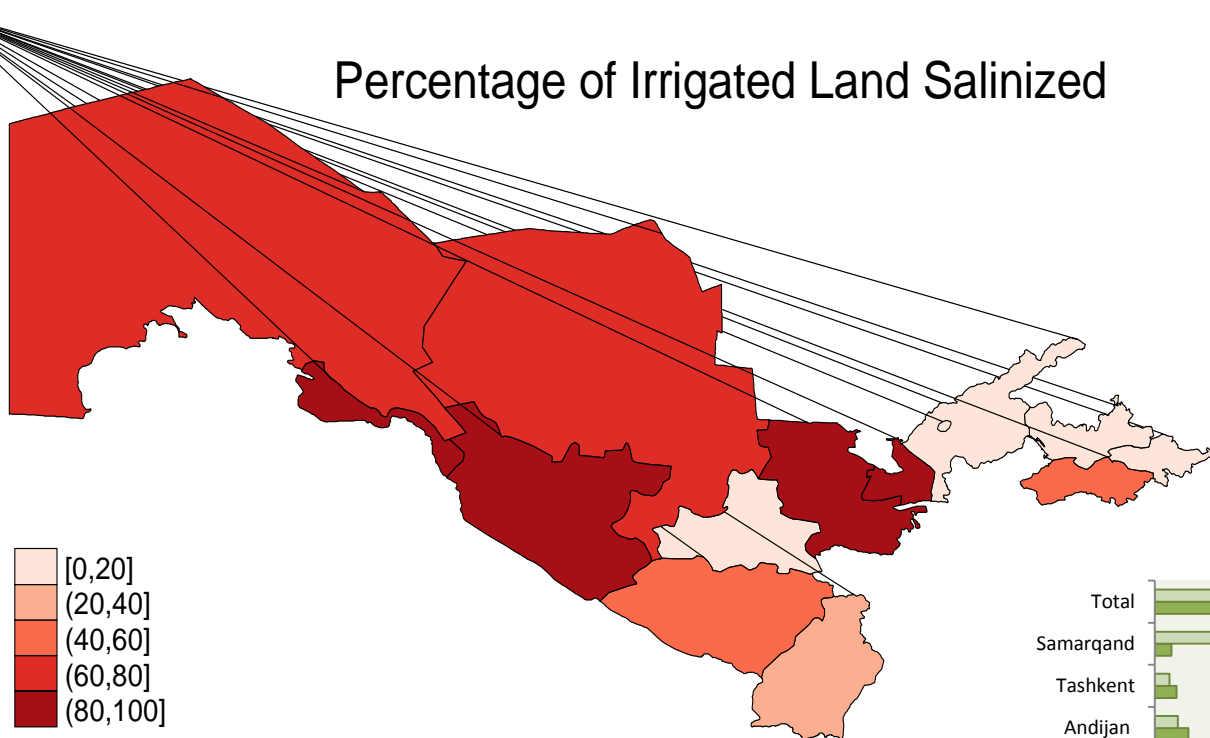 Percentage of Irrigated Land Salinized
[0,20]
(20,40]
(40,60]
(60,80]
(80,100]
Total
Samarqand
Tashkent
Andijan